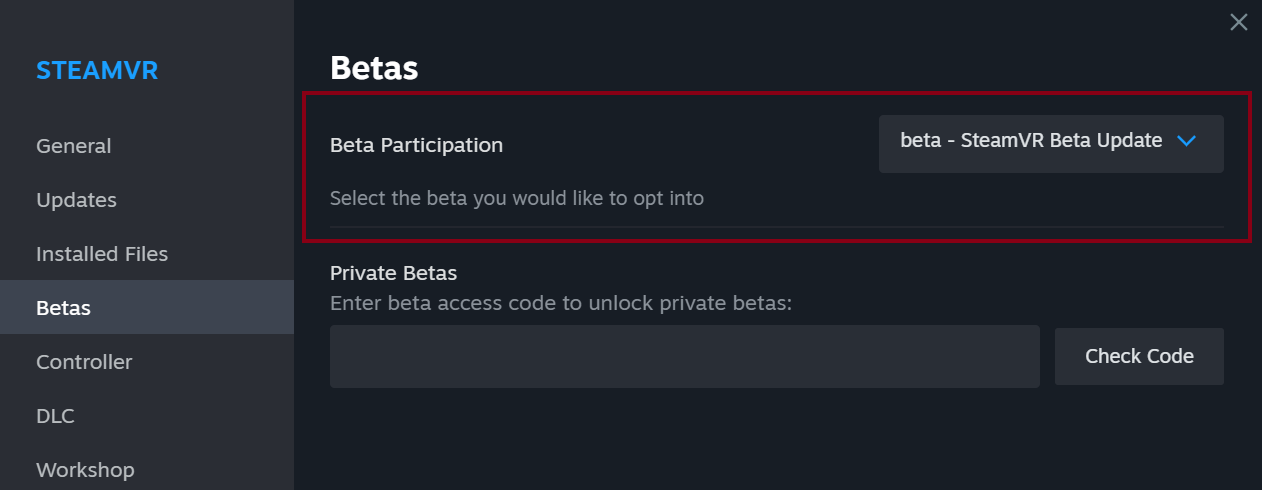 STEAMVR
General
Updates
Installed Files
Betas
Controller
DLC
Workshop
Betas
Beta Participation
beta - SteamVR Beta Update
Select the beta you would like to opt into
Private Betas
Enter beta access code to unlock private betas:
Check Code